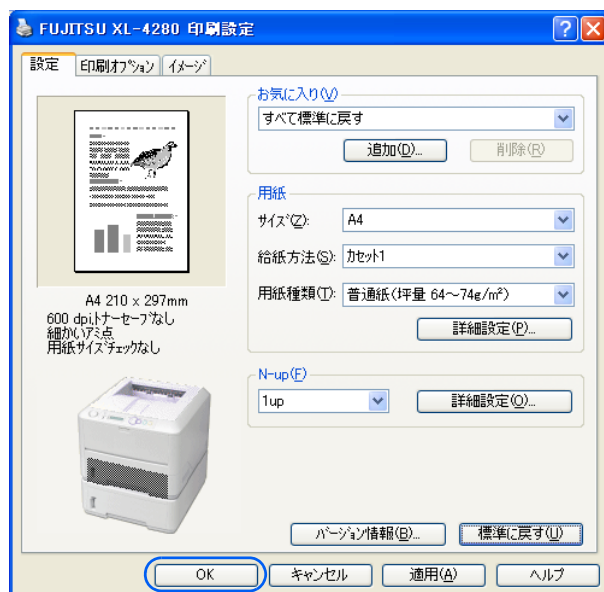 FUJITSU XL-4280 印刷設定
設定 印刷ｵﾌﾟｼｮﾝ ｲﾒｰｼﾞ
お気に入り(V)
すべて標準に戻す
追加(D)... 削除(R)
用紙
ｻｲｽﾞ(Z): A4
給紙方法(S): ｶｾｯﾄ1
用紙種類(T): 普通紙(坪量 64～74g/m²)
詳細設定(P)...
A4 210 x 297mm
600 dpi,ﾄﾅｰｾｰﾌﾞなし
細かいｱﾐ点
用紙ｻｲｽﾞﾁｪｯｸなし
N-up(F)
1up 詳細設定(O)...
ﾊﾞｰｼﾞｮﾝ情報(B)... 標準に戻す(U)
OK キャンセル 適用(A) ヘルプ